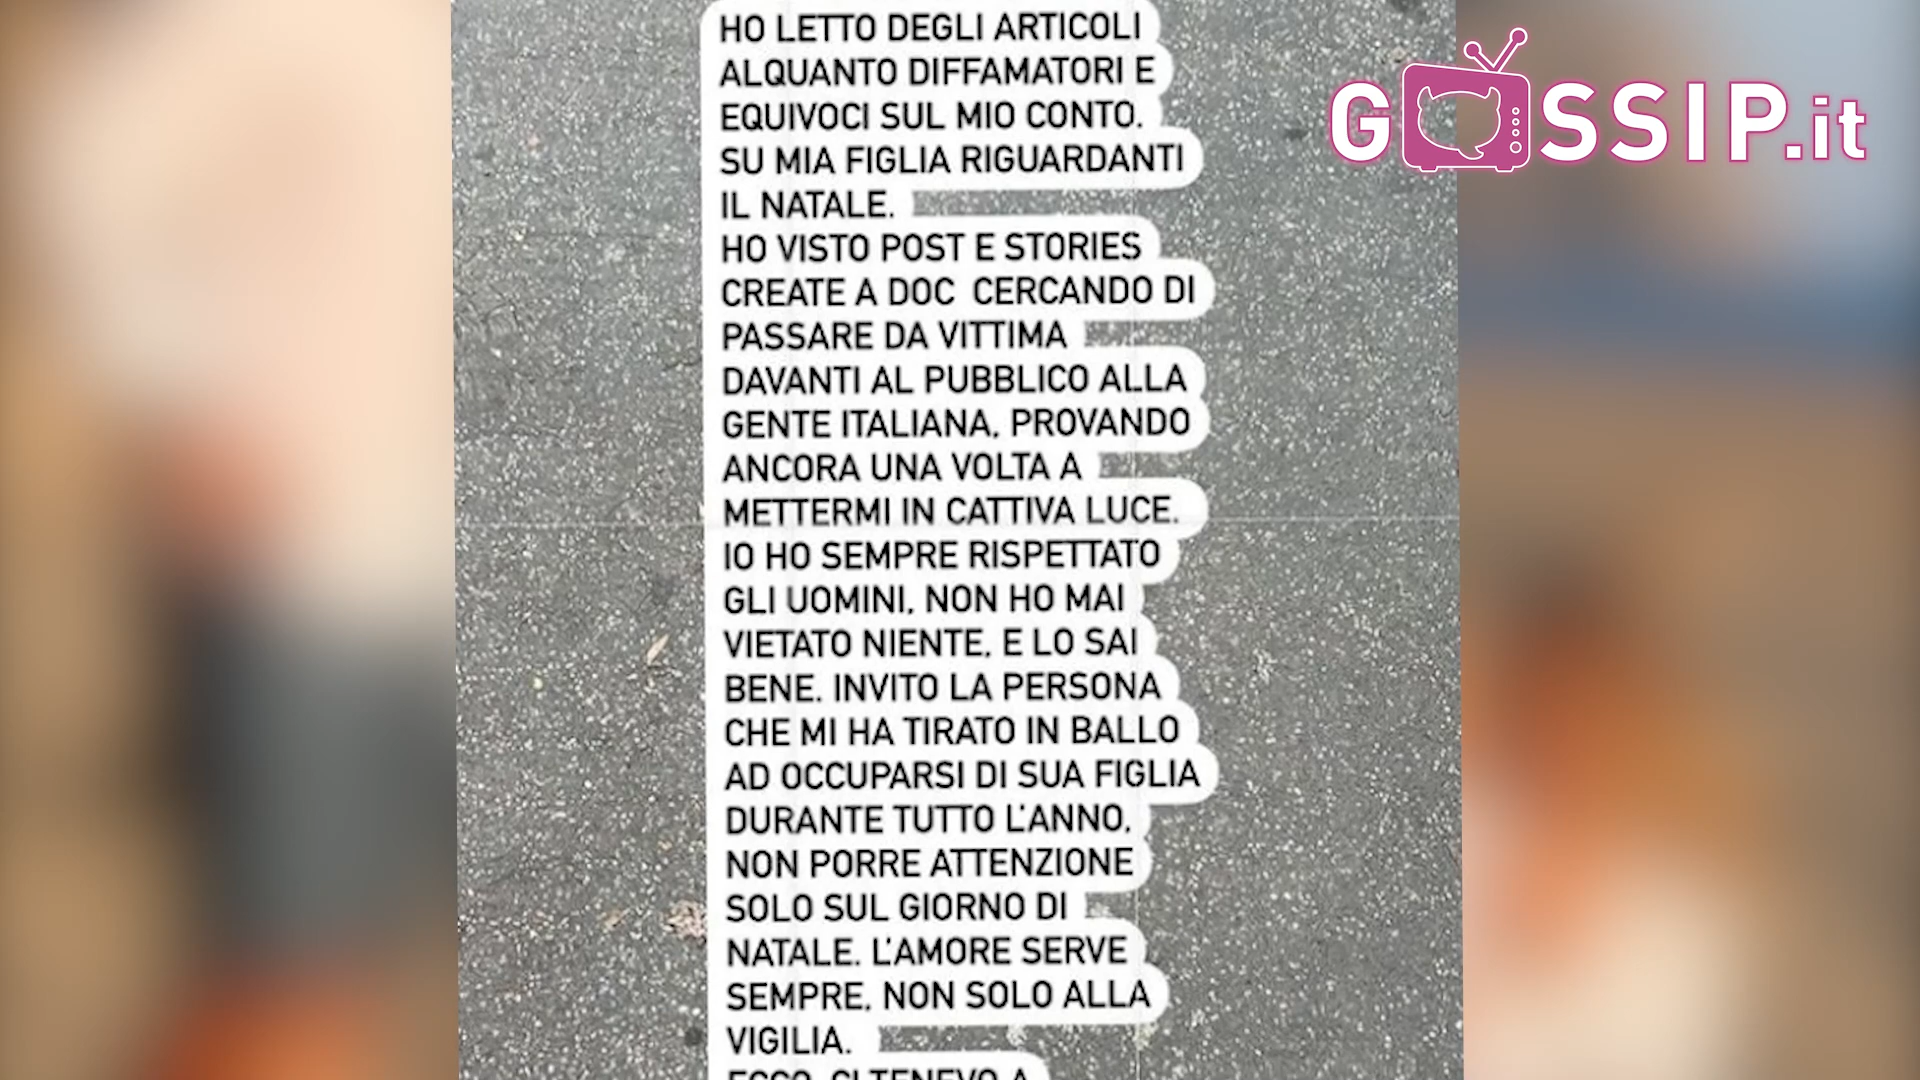 HO LETTO DEGLI ARTICOLI
ALQUANTO DIFFAMATORI E
EQUIVOCI SUL MIO CONTO.
SU MIA FIGLIA RIGUARDANTI
IL NATALE.
HO VISTO POST E STORIES
CREATE A DOC CERCANDO DI
PASSARE DA VITTIMA
DAVANTI AL PUBBLICO ALLA
GENTE ITALIANA, PROVANDO
ANCORA UNA VOLTA A
METTERMI IN CATTIVA LUCE.
IO HO SEMPRE RISPETTATO
GLI UOMINI, NON HO MAI
VIETATO NIENTE, E LO SAI
BENE. INVITO LA PERSONA
CHE MI HA TIRATO IN BALLO
AD OCCUPARSI DI SUA FIGLIA
DURANTE TUTTO L'ANNO,
NON PORRE ATTENZIONE
SOLO SUL GIORNO DI
NATALE. L'AMORE SERVE
SEMPRE, NON SOLO ALLA
VIGILIA.
ECCO, CI TENEVO A
GOSSIP.it